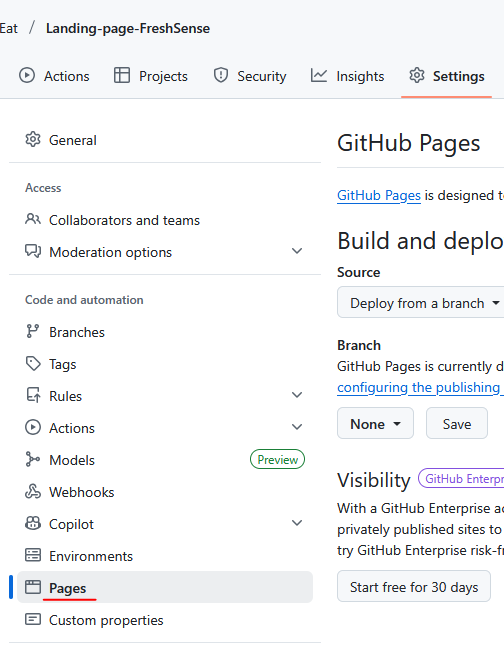 Eat / Landing-page-FreshSense
Actions Projects Security Insights Settings
General
Access
Collaborators and teams
Moderation options
Code and automation
Branches
Tags
Rules
Actions
Models Preview
Webhooks
Copilot
Environments
Pages
Custom properties
GitHub Pages
GitHub Pages is designed t
Build and deplo
Source
Deploy from a branch
Branch
GitHub Pages is currently d
configuring the publishing
None Save
Visibility GitHub Enterpr
With a GitHub Enterprise a
privately published sites to
try GitHub Enterprise risk-f
Start free for 30 days